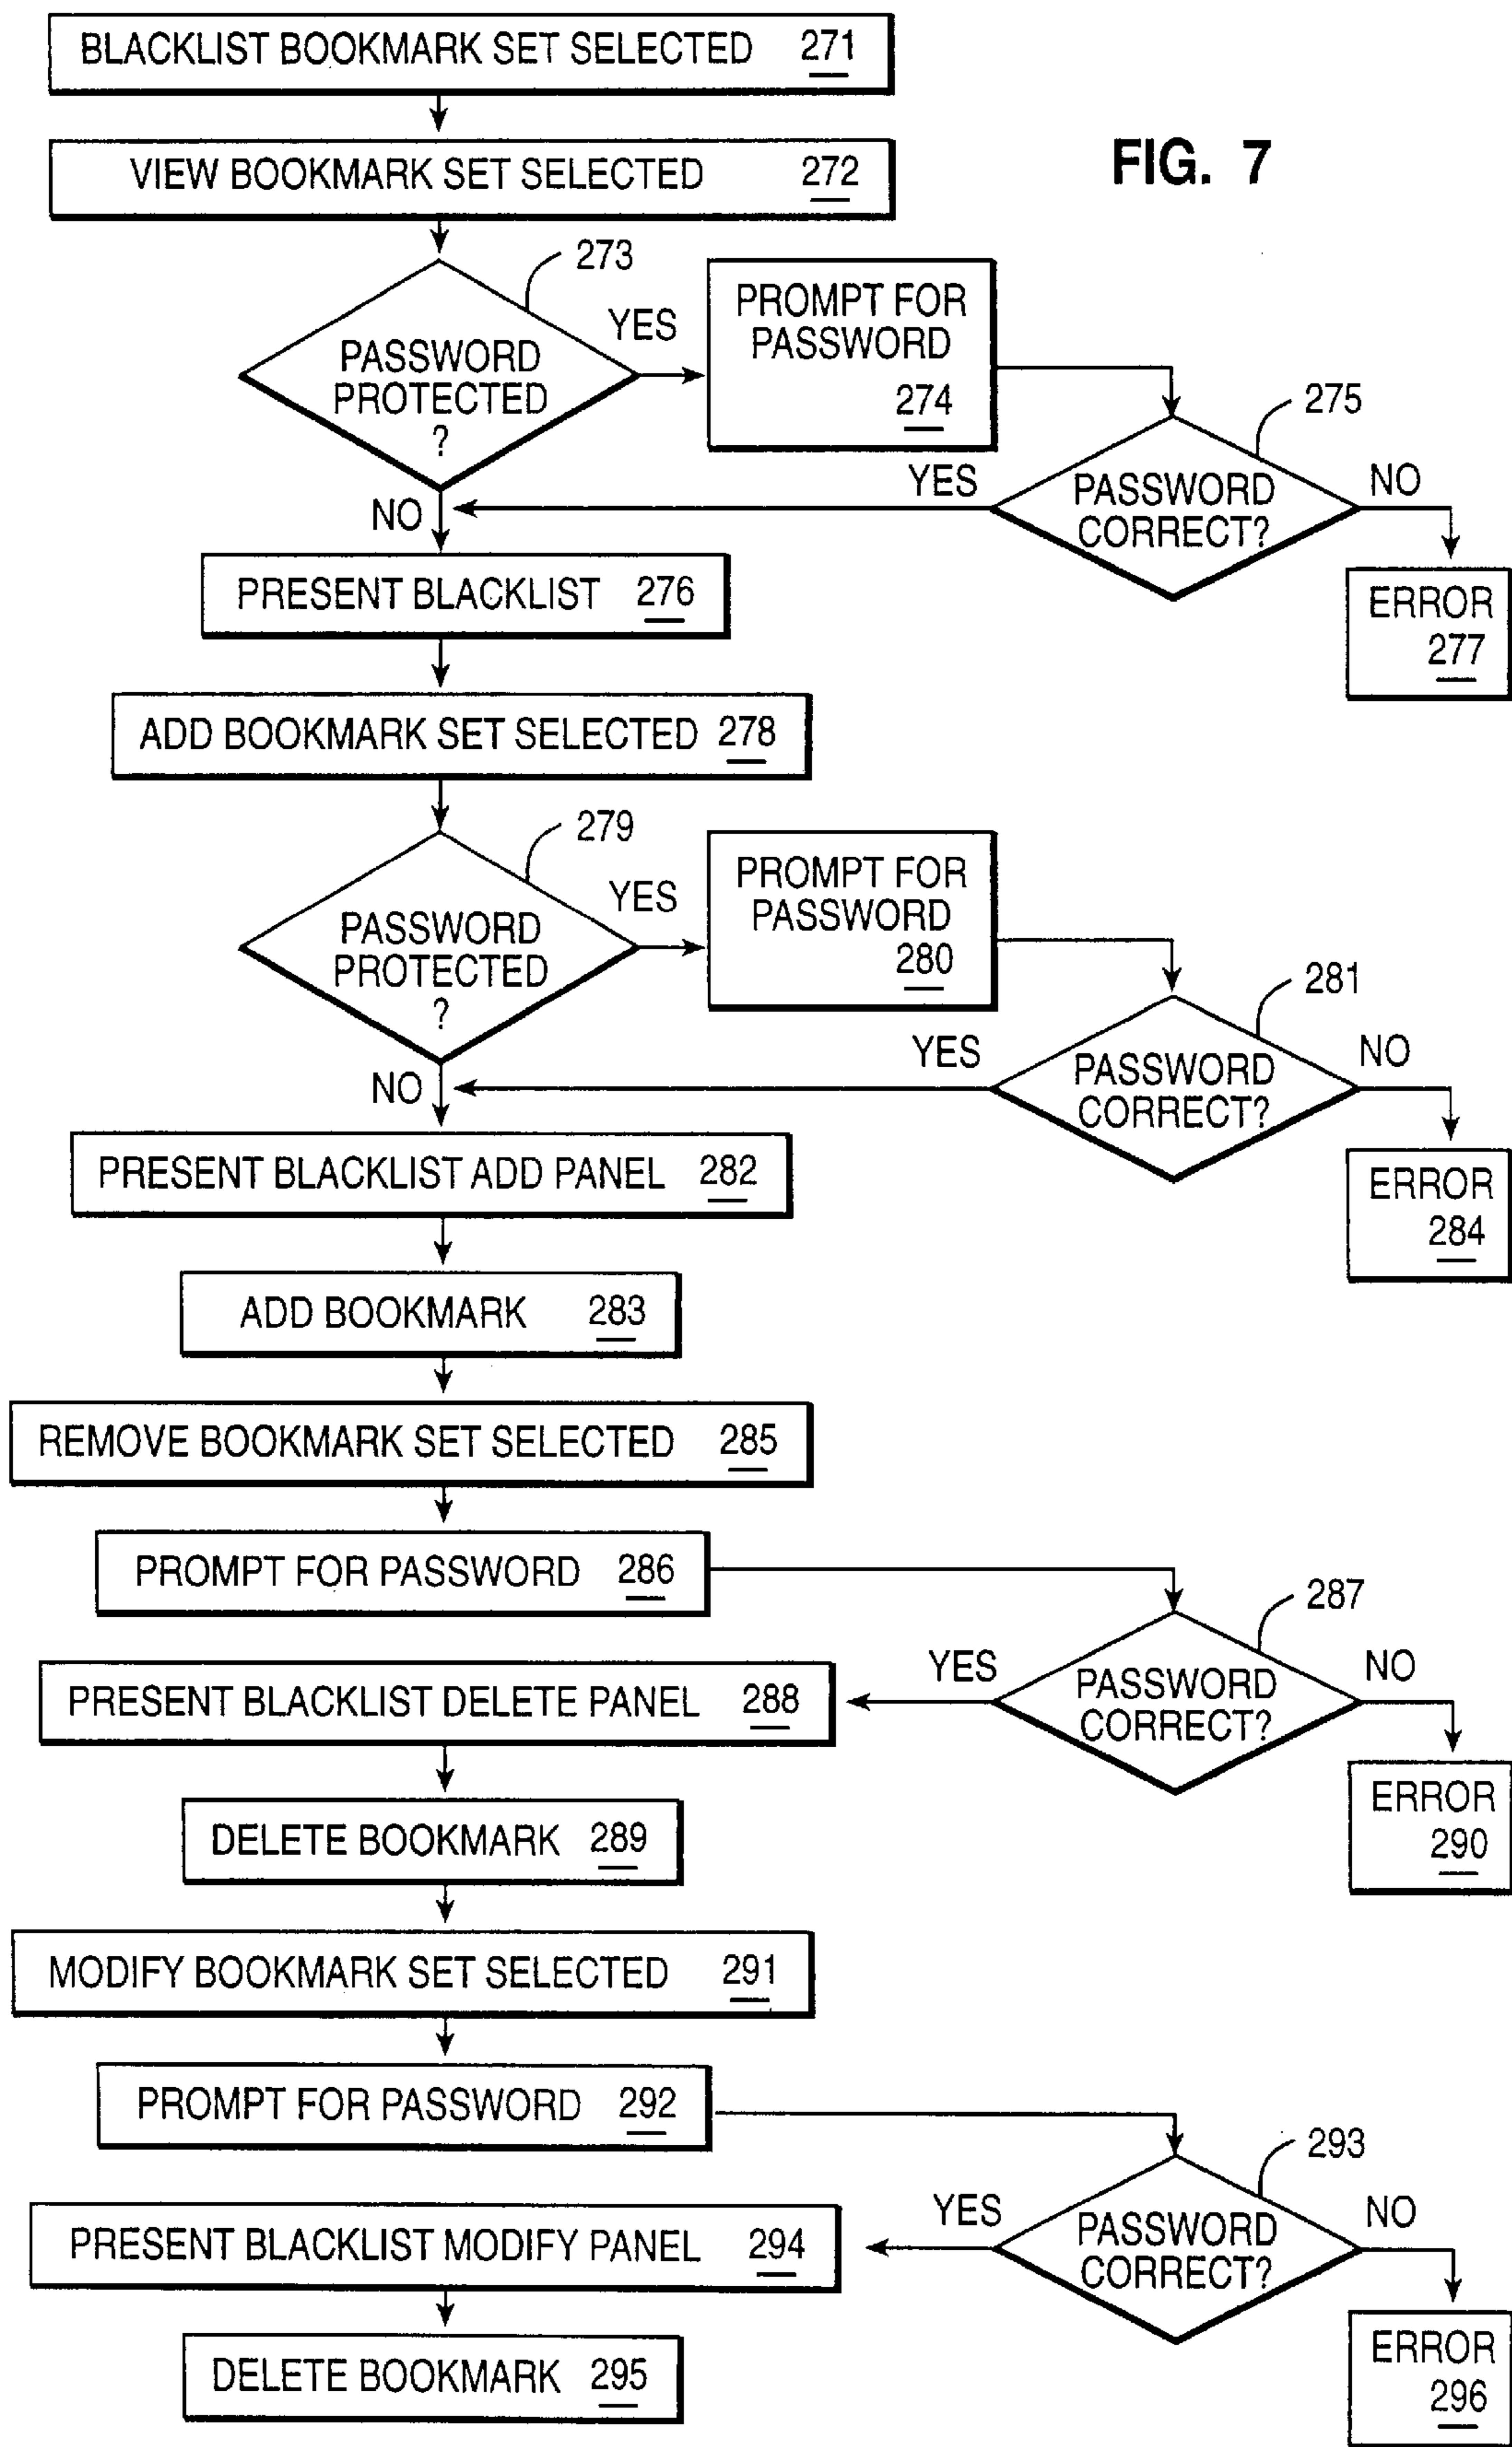 BLACKLIST BOOKMARK SET SELECTED 271
FIG. 7
VIEW BOOKMARK SET SELECTED 272
273
PASSWORD
PROTECTED
?
YES
PROMPT FOR
PASSWORD
274
275
PASSWORD
CORRECT?
YES
NO
NO
ERROR
277
PRESENT BLACKLIST 276
ADD BOOKMARK SET SELECTED 278
279
PASSWORD
PROTECTED
?
YES
PROMPT FOR
PASSWORD
280
281
PASSWORD
CORRECT?
YES
NO
NO
ERROR
284
PRESENT BLACKLIST ADD PANEL 282
ADD BOOKMARK 283
REMOVE BOOKMARK SET SELECTED 285
PROMPT FOR PASSWORD 286
287
PASSWORD
CORRECT?
YES
NO
PRESENT BLACKLIST DELETE PANEL 288
ERROR
290
DELETE BOOKMARK 289
MODIFY BOOKMARK SET SELECTED 291
PROMPT FOR PASSWORD 292
293
PASSWORD
CORRECT?
YES
NO
PRESENT BLACKLIST MODIFY PANEL 294
ERROR
296
DELETE BOOKMARK 295